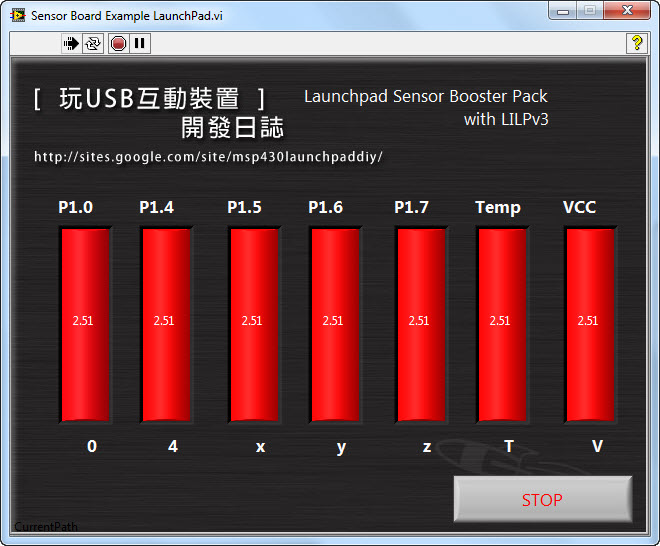 Sensor Board Example LaunchPad.vi
[ 玩USB互動裝置 ]
開發日誌
Launchpad Sensor Booster Pack
with LILPv3
http://sites.google.com/site/msp430launchpaddiy/
P1.0 P1.4 P1.5 P1.6 P1.7 Temp VCC
2.51 2.51 2.51 2.51 2.51 2.51 2.51
0 4 x y z T V
STOP
CurrentPath